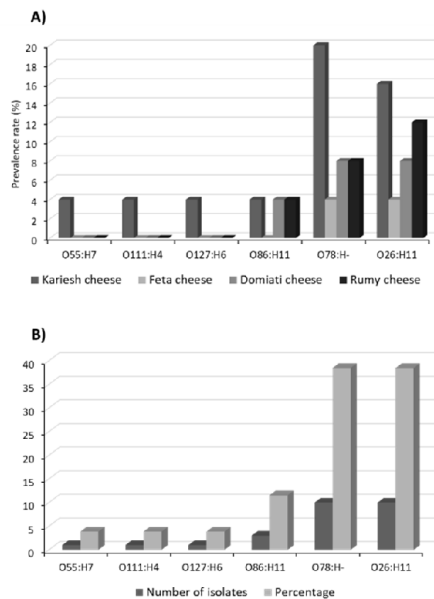 A)
Prevalence rate (%)
20
18
16
14
12
10
8
6
4
2
0
O55:H7 O111:H4 O127:H6 O86:H11 O78:H- O26:H11
Kariesh cheese Feta cheese Domiati cheese Rumy cheese
B)
40
35
30
25
20
15
10
5
0
O55:H7 O111:H4 O127:H6 O86:H11 O78:H- O26:H11
Number of isolates Percentage